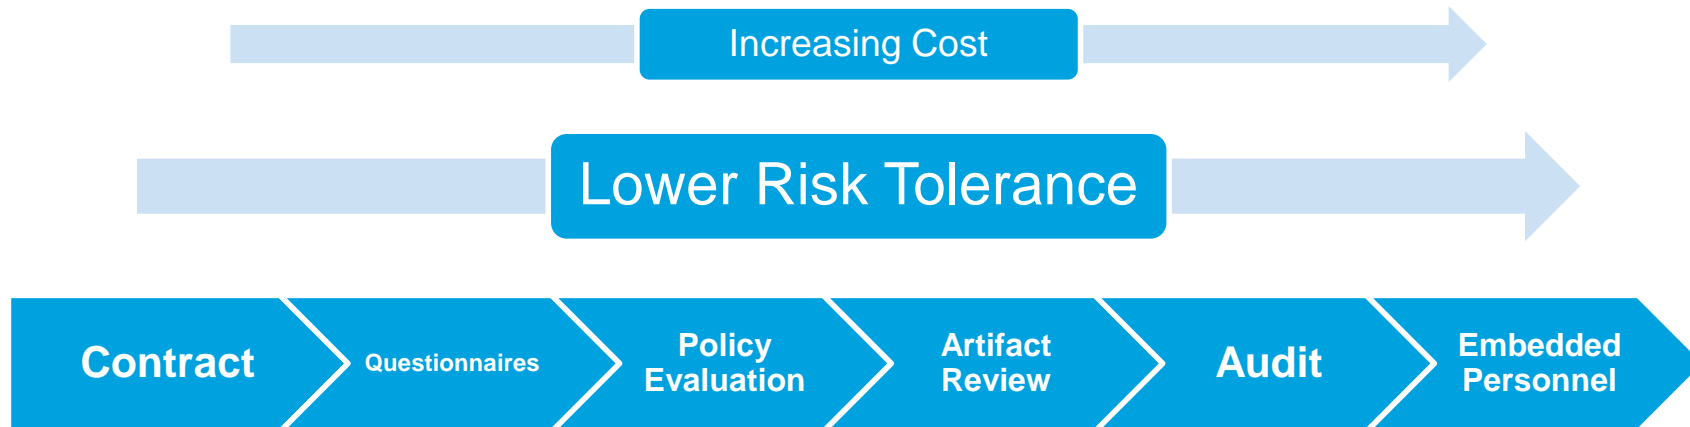 Increasing Cost
Lower Risk Tolerance
Contract
Questionnaires
Policy
Evaluation
Artifact
Review
Audit
Embedded
Personnel